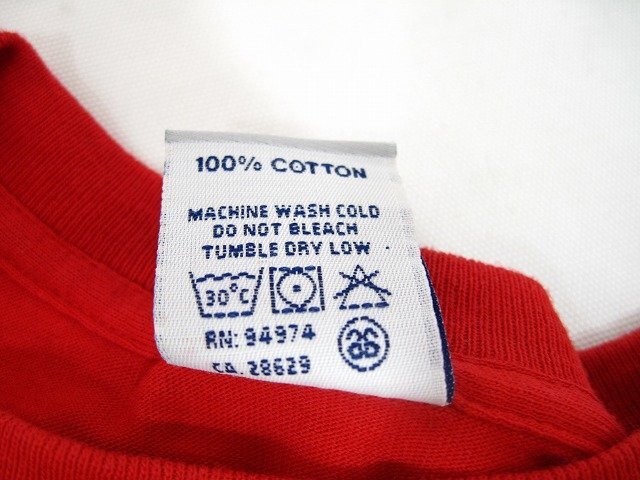 100% COTTON
MACHINE WASH COLD
DO NOT BLEACH
TUMBLE DRY LOW
30°C
RN: 94974
CA. 28629